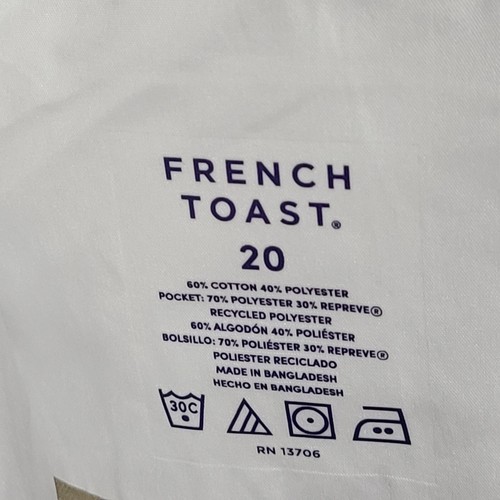 FRENCH
TOAST®
20
60% COTTON 40% POLYESTER
POCKET: 70% POLYESTER 30% REPREVE®
RECYCLED POLYESTER
60% ALGODÓN 40% POLIÉSTER
BOLSILLO: 70% POLIÉSTER 30% REPREVE®
POLIESTER RECICLADO
MADE IN BANGLADESH
HECHO EN BANGLADESH
30C
RN 13706